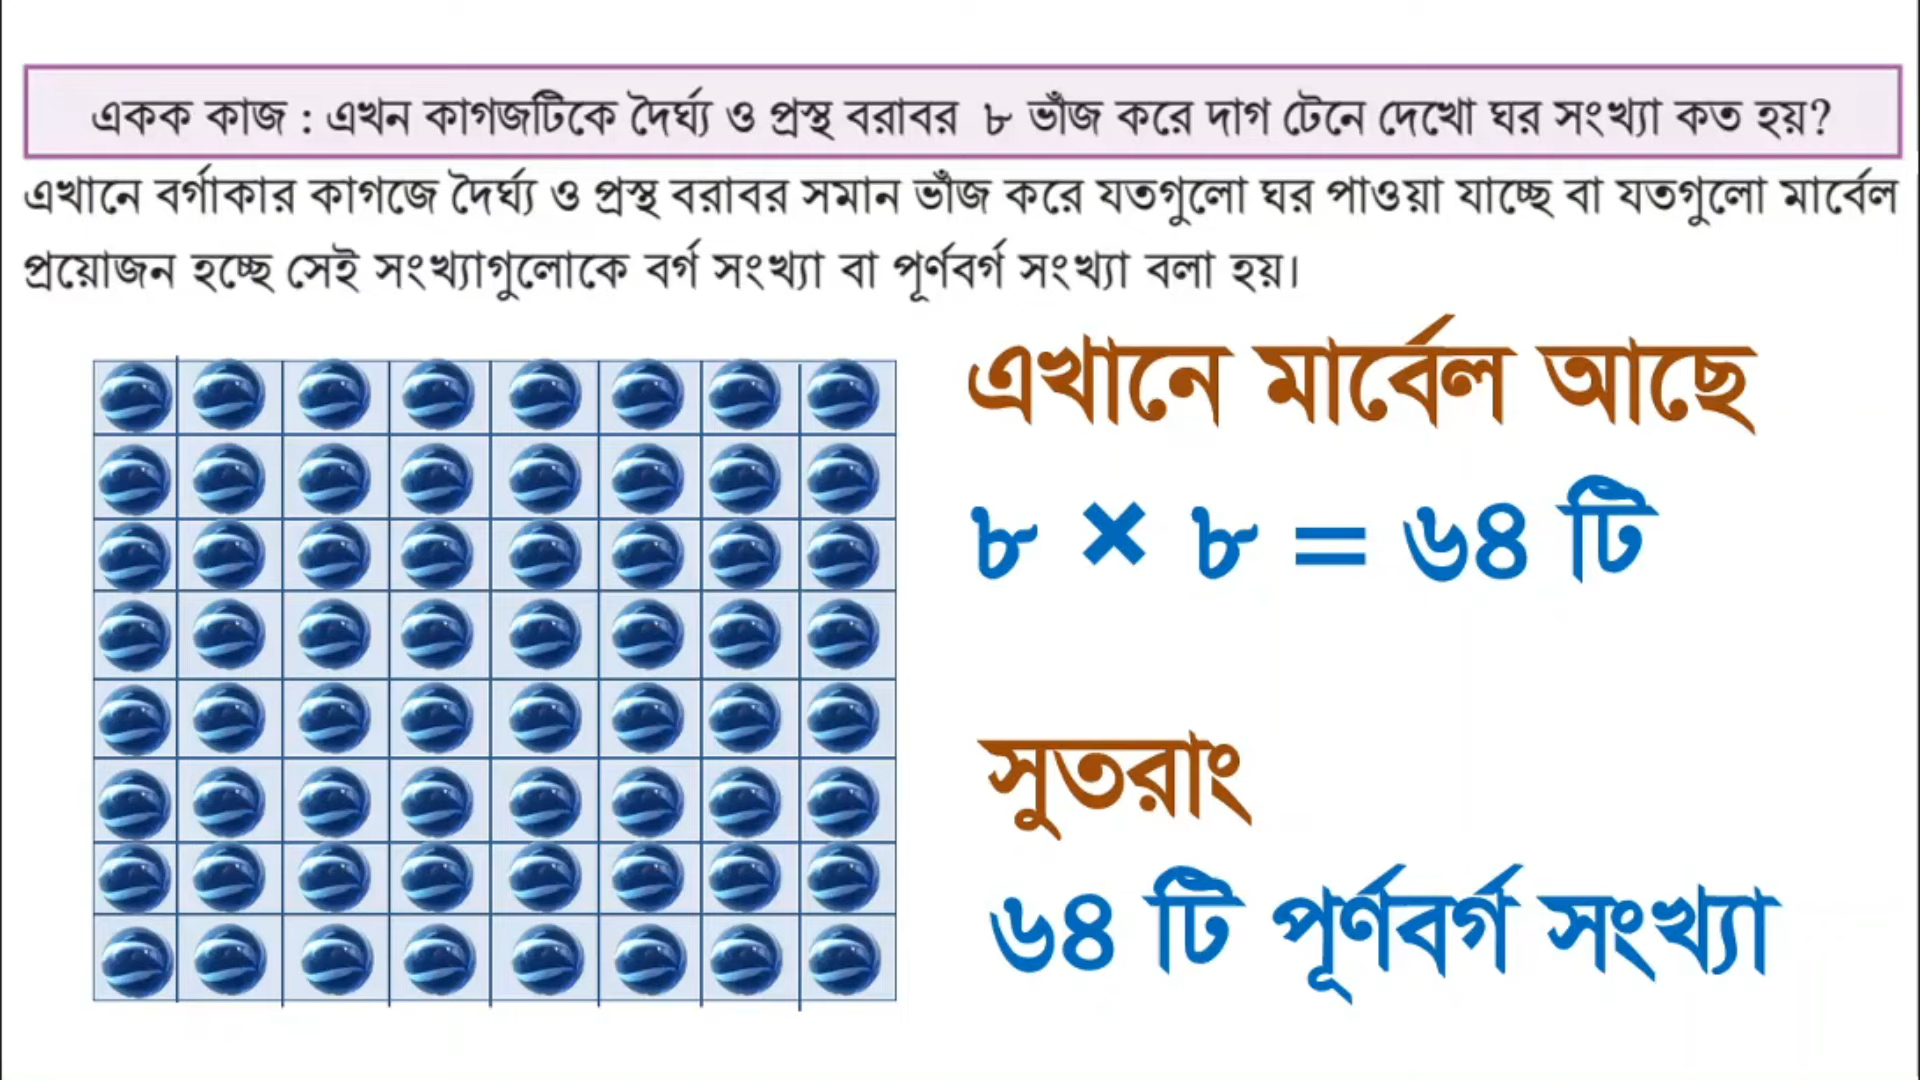 একক কাজ : এখন কাগজটিকে দৈর্ঘ্য ও প্রস্থ বরাবর ৮ ভাঁজ করে দাগ টেনে দেখো ঘর সংখ্যা কত হয়?
এখানে বর্গাকার কাগজে দৈর্ঘ্য ও প্রস্থ বরাবর সমান ভাঁজ করে যতগুলো ঘর পাওয়া যাচ্ছে বা যতগুলো মার্বেল
প্রয়োজন হচ্ছে সেই সংখ্যাগুলোকে বর্গ সংখ্যা বা পূর্ণবর্গ সংখ্যা বলা হয়।
এখানে মার্বেল আছে
৮ × ৮ = ৬৪ টি
সুতরাং
৬৪ টি পূর্ণবর্গ সংখ্যা